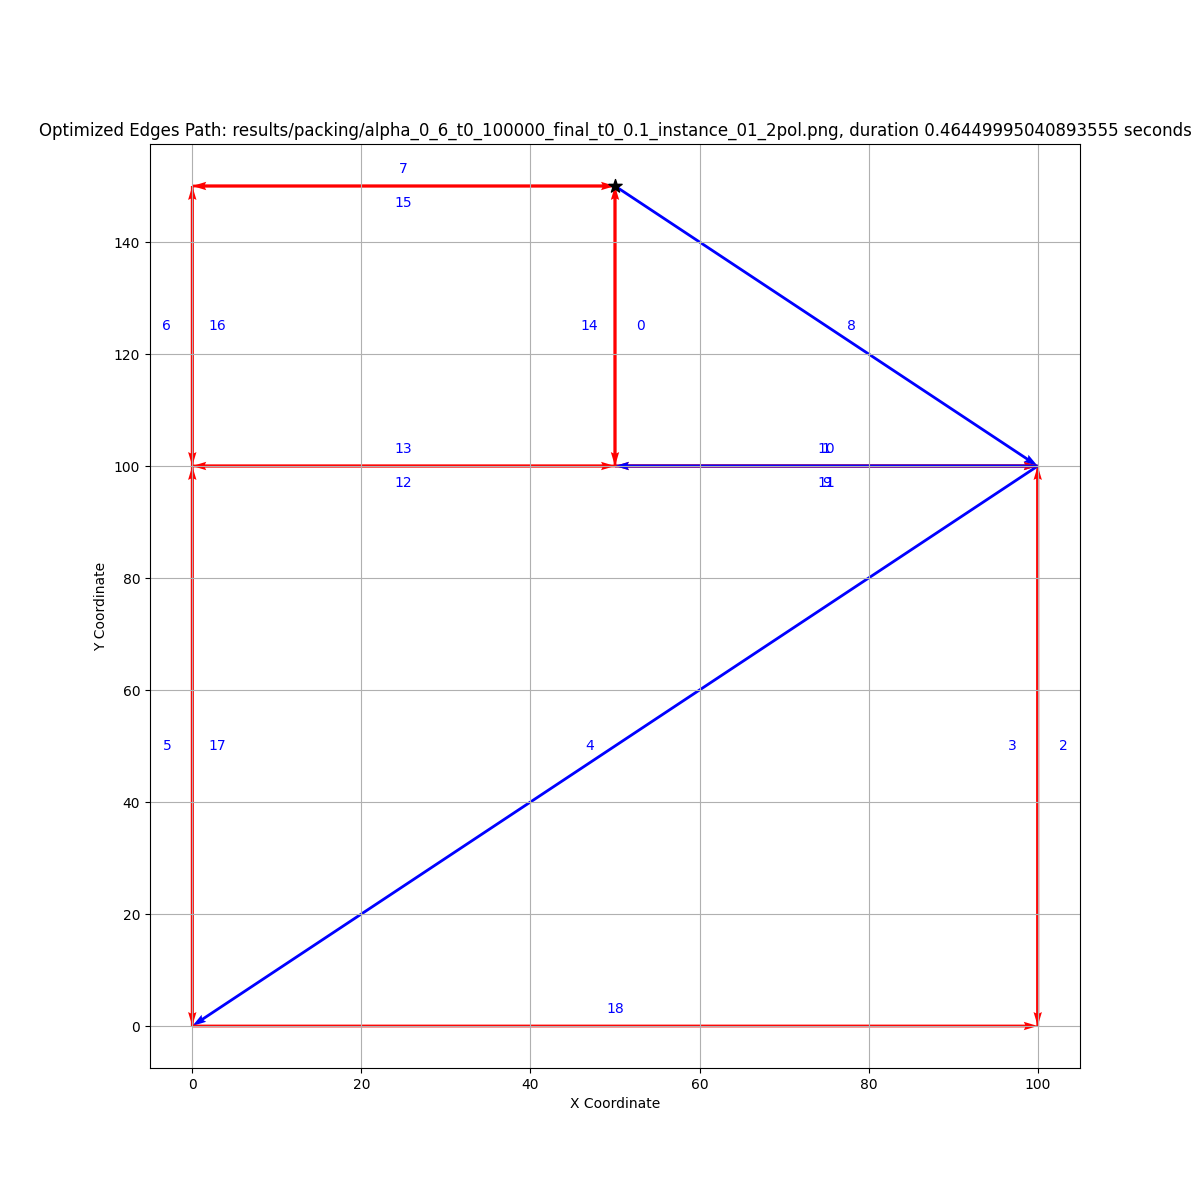 Optimized Edges Path: results/packing/alpha_0_6_t0_100000_final_t0_0.1_instance_01_2pol.png, duration 0.46449995040893555 seconds
7
15
140
6 16 14 0 8
120
13 10 1
100
12 11 9
80
Y Coordinate
5 17 4 3 2
60
40
20
18
0
0 20 40 60 80 100
X Coordinate